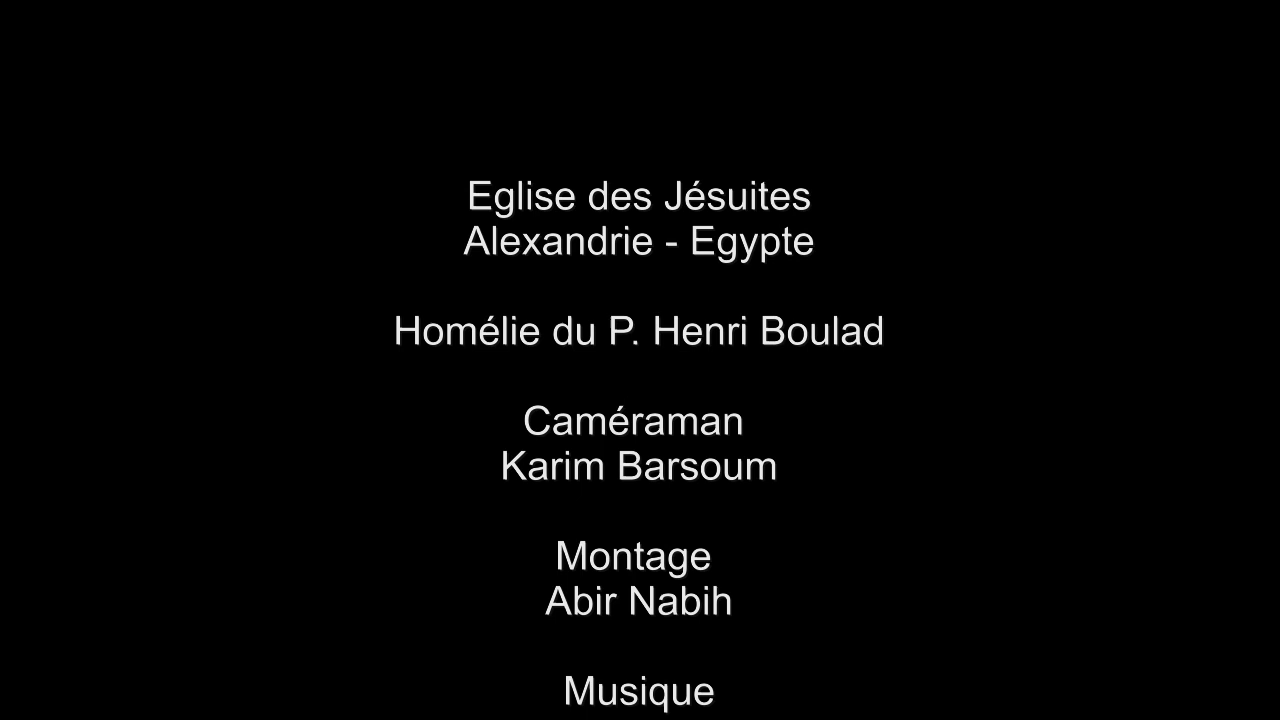 Eglise des Jésuites
Alexandrie - Egypte
Homélie du P. Henri Boulad
Caméraman
Karim Barsoum
Montage
Abir Nabih
Musique